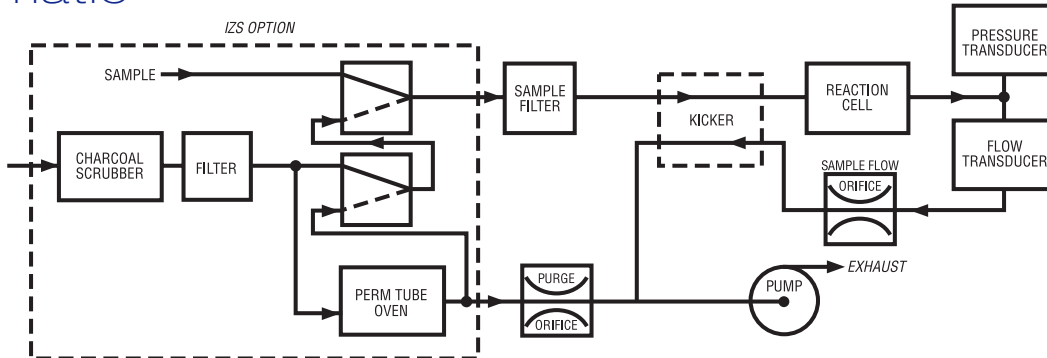 IZS OPTION
SAMPLE
CHARCOAL
SCRUBBER
FILTER
SAMPLE
FILTER
KICKER
REACTION
CELL
PRESSURE
TRANSDUCER
FLOW
TRANSDUCER
SAMPLE FLOW
ORIFICE
PERM TUBE
OVEN
PURGE
ORIFICE
PUMP
EXHAUST